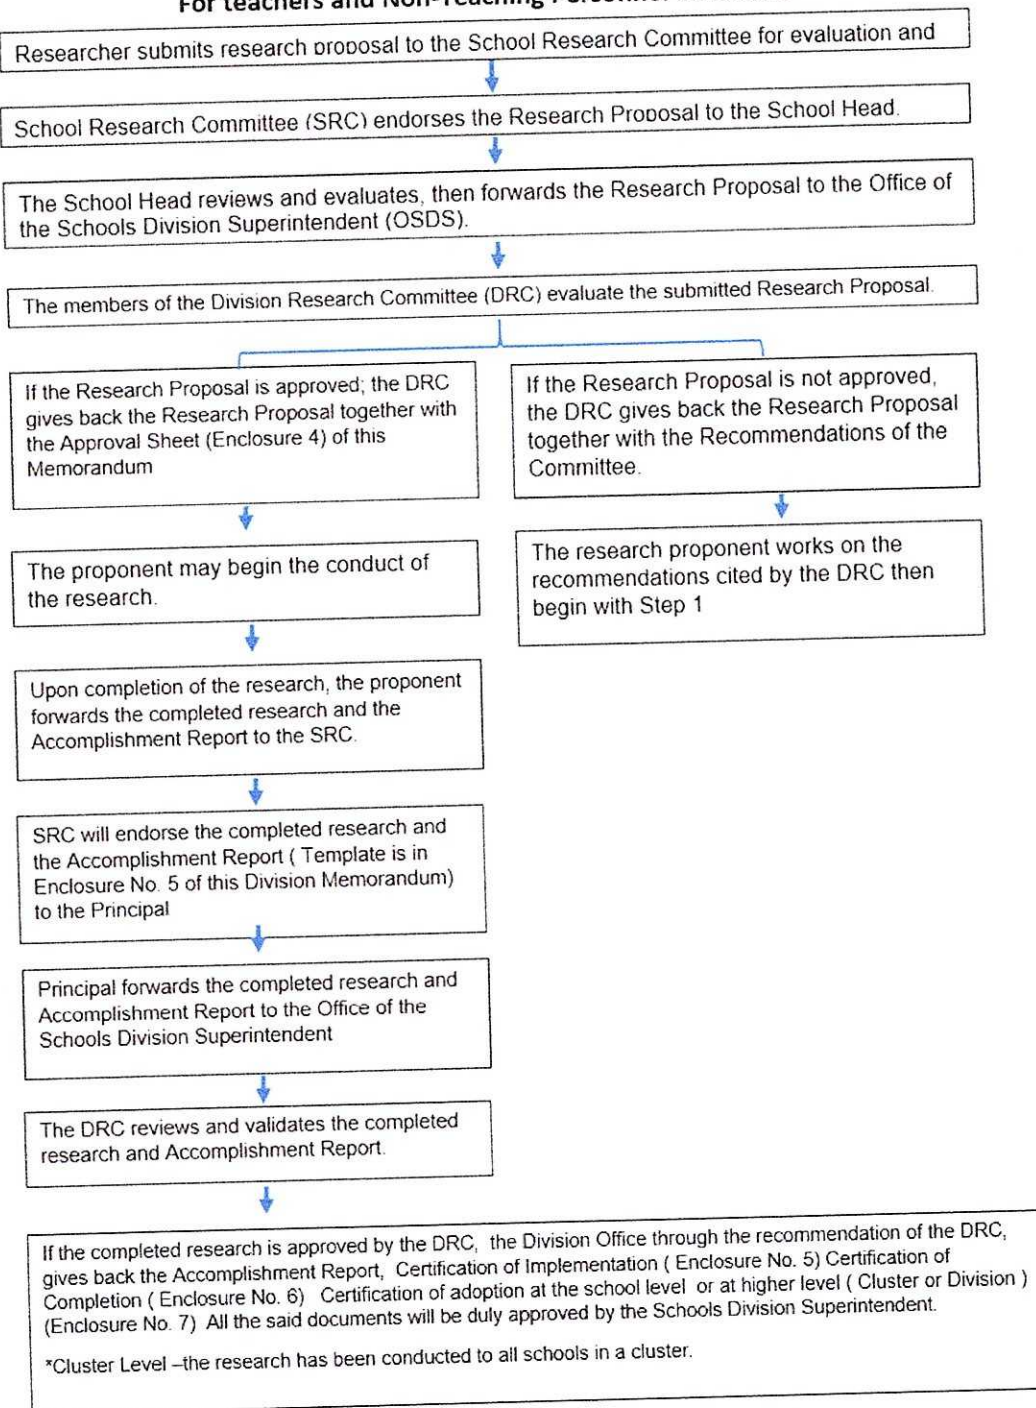 For teachers and Non-Teaching Personnel
Researcher submits research proposal to the School Research Committee for evaluation and
School Research Committee (SRC) endorses the Research Proposal to the School Head.
The School Head reviews and evaluates, then forwards the Research Proposal to the Office of
the Schools Division Superintendent (OSDS).
The members of the Division Research Committee (DRC) evaluate the submitted Research Proposal.
If the Research Proposal is approved; the DRC
gives back the Research Proposal together with
the Approval Sheet (Enclosure 4) of this
Memorandum
If the Research Proposal is not approved,
the DRC gives back the Research Proposal
together with the Recommendations of the
Committee.
The proponent may begin the conduct of
the research.
The research proponent works on the
recommendations cited by the DRC then
begin with Step 1
Upon completion of the research, the proponent
forwards the completed research and the
Accomplishment Report to the SRC.
SRC will endorse the completed research and
the Accomplishment Report ( Template is in
Enclosure No. 5 of this Division Memorandum)
to the Principal
Principal forwards the completed research and
Accomplishment Report to the Office of the
Schools Division Superintendent
The DRC reviews and validates the completed
research and Accomplishment Report.
If the completed research is approved by the DRC, the Division Office through the recommendation of the DRC,
gives back the Accomplishment Report, Certification of Implementation ( Enclosure No. 5) Certification of
Completion ( Enclosure No. 6) Certification of adoption at the school level or at higher level ( Cluster or Division )
(Enclosure No. 7) All the said documents will be duly approved by the Schools Division Superintendent.
*Cluster Level –the research has been conducted to all schools in a cluster.